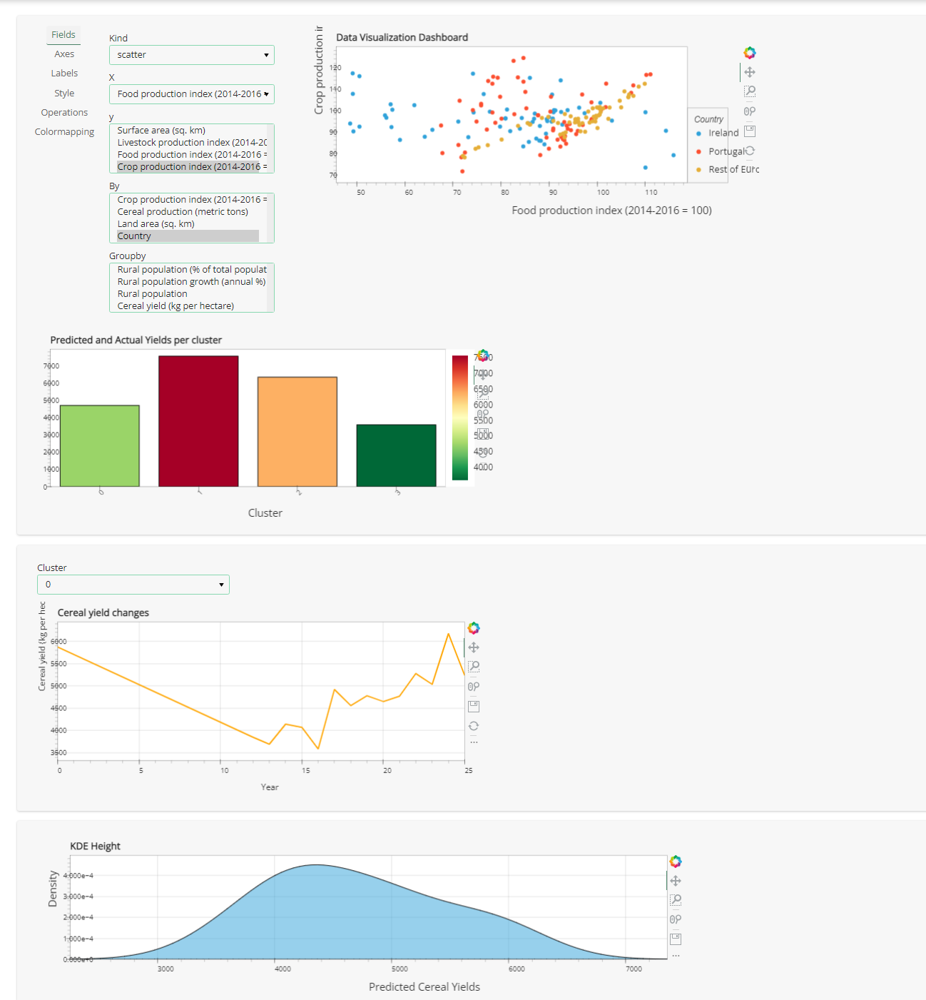 Fields
Axes
Labels
Style
Operations
Colormapping
Kind
scatter
X
Food production index (2014-2016
y
Surface area (sq. km)
Livestock production index (2014-20
Food production index (2014-2016 =
Crop production index (2014-2016 =
By
Crop production index (2014-2016 =
Cereal production (metric tons)
Land area (sq. km)
Country
Groupby
Rural population (% of total populat
Rural population growth (annual %)
Rural population
Cereal yield (kg per hectare)
Data Visualization Dashboard
Crop production ir
120
110
100
90
80
70
50 60 70 80 90 100 110
Food production index (2014-2016 = 100)
Country
Ireland
Portugal
Rest of Euro
Predicted and Actual Yields per cluster
7000
6000
5000
4000
3000
2000
1000
0
0 1 2 3
Cluster
7500
7000
6500
6000
5500
5000
4500
4000
Cluster
0
Cereal yield changes
Cereal yield (kg per hec
6000
5500
5000
4500
4000
3500
0 5 10 15 20 25
Year
KDE Height
Density
4.000e−4
3.000e−4
2.000e−4
1.000e−4
0.000e+0
3000 4000 5000 6000 7000
Predicted Cereal Yields